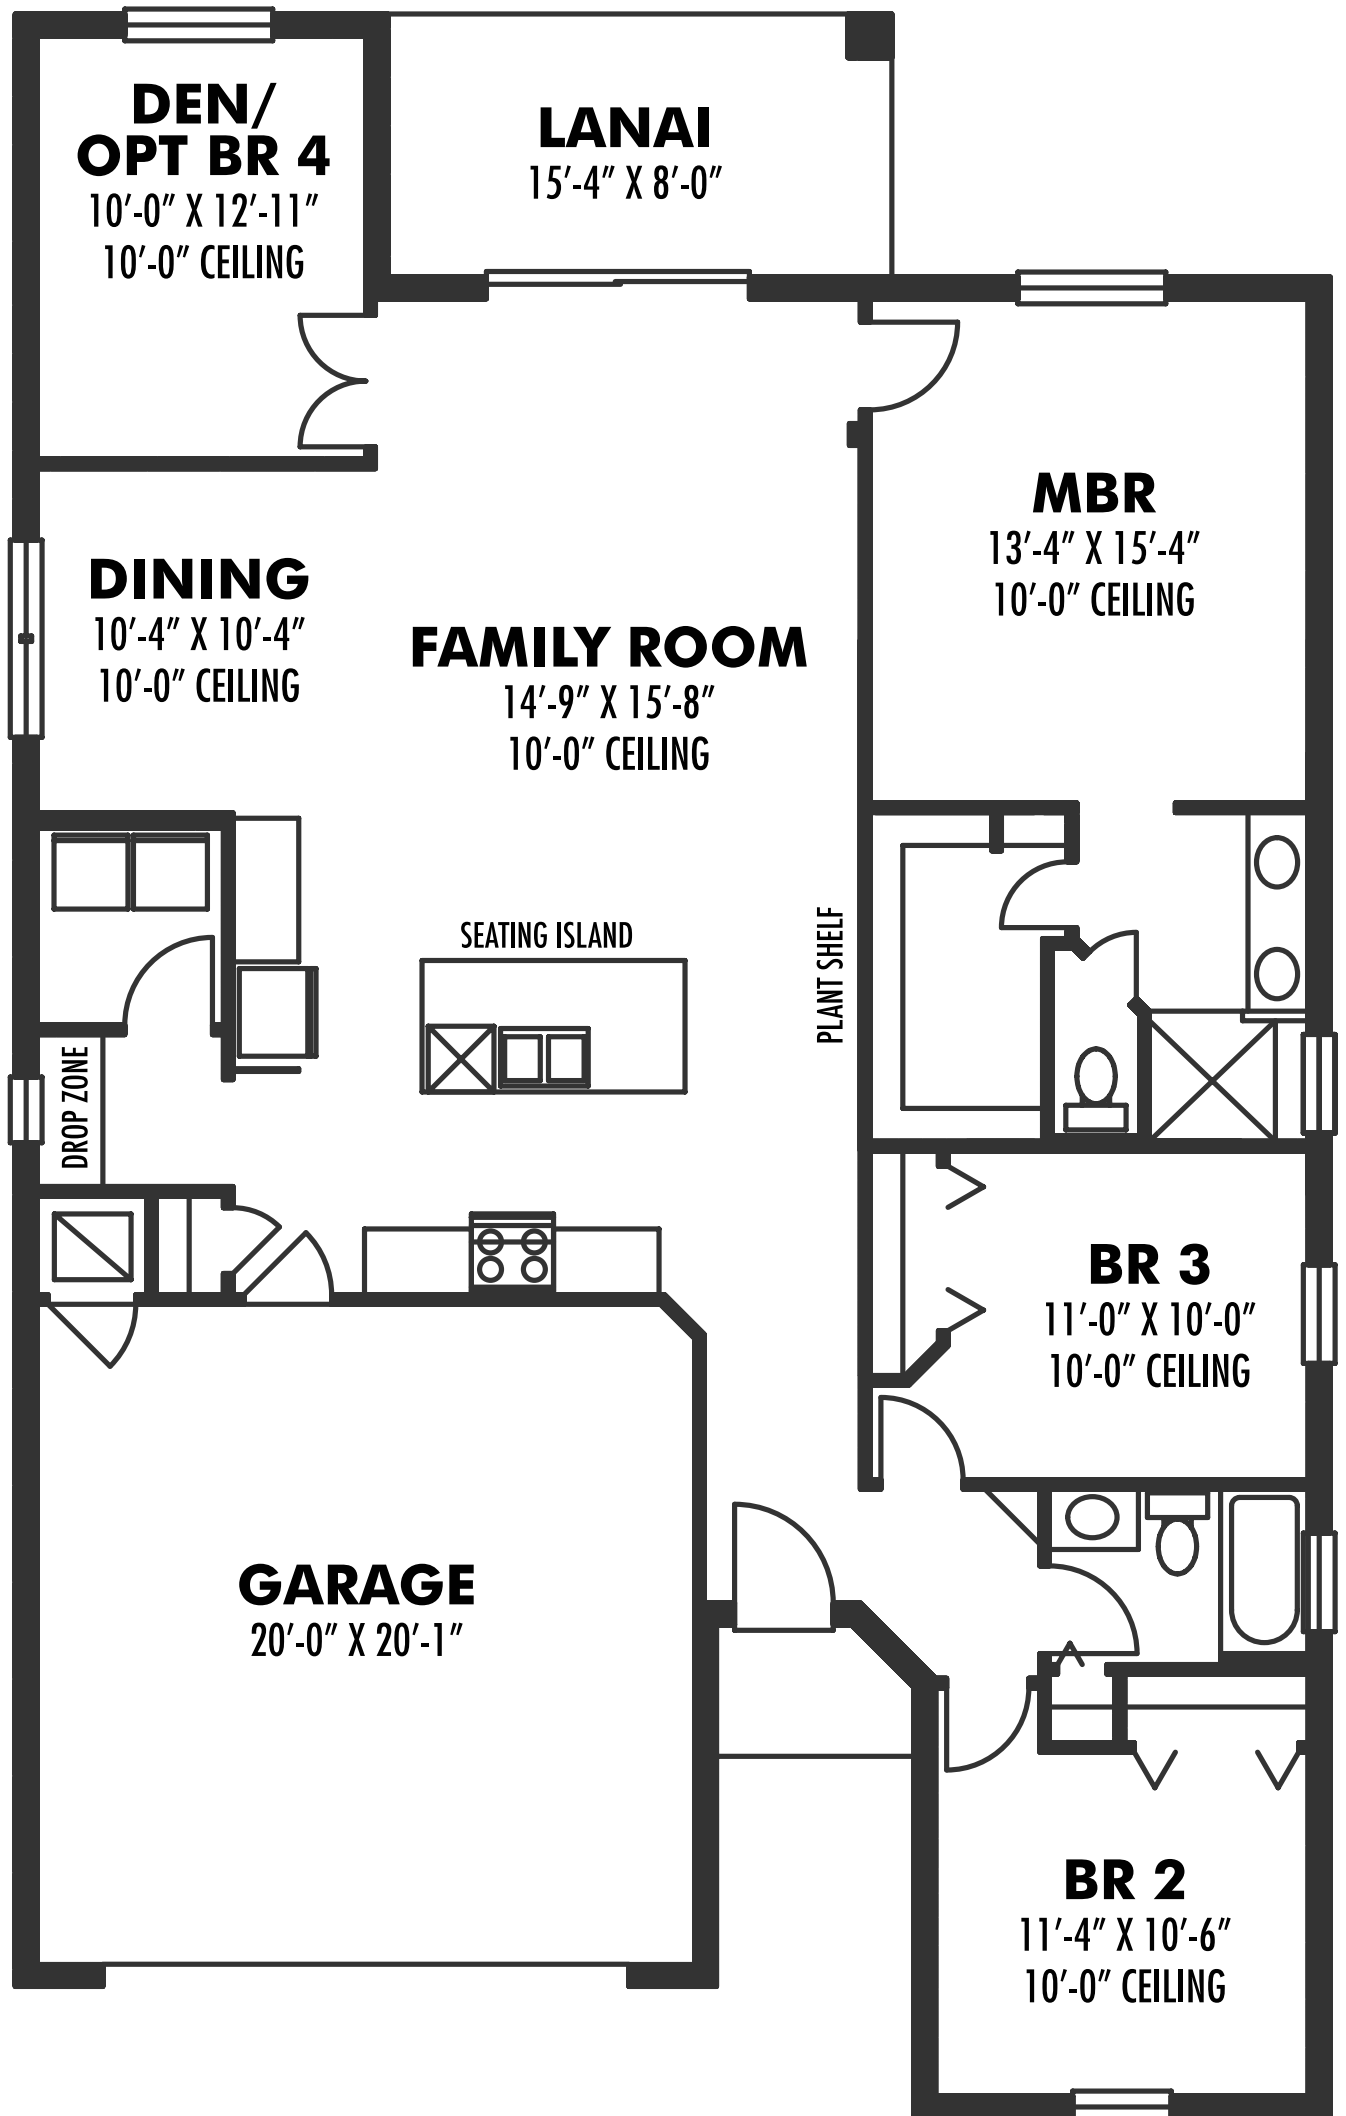 DEN/
OPT BR 4
10′-0″ X 12′-11″
10′-0″ CEILING
LANAI
15′-4″ X 8′-0″
MBR
13′-4″ X 15′-4″
10′-0″ CEILING
DINING
10′-4″ X 10′-4″
10′-0″ CEILING
FAMILY ROOM
14′-9″ X 15′-8″
10′-0″ CEILING
SEATING ISLAND
PLANT SHELF
DROP ZONE
BR 3
11′-0″ X 10′-0″
10′-0″ CEILING
GARAGE
20′-0″ X 20′-1″
BR 2
11′-4″ X 10′-6″
10′-0″ CEILING